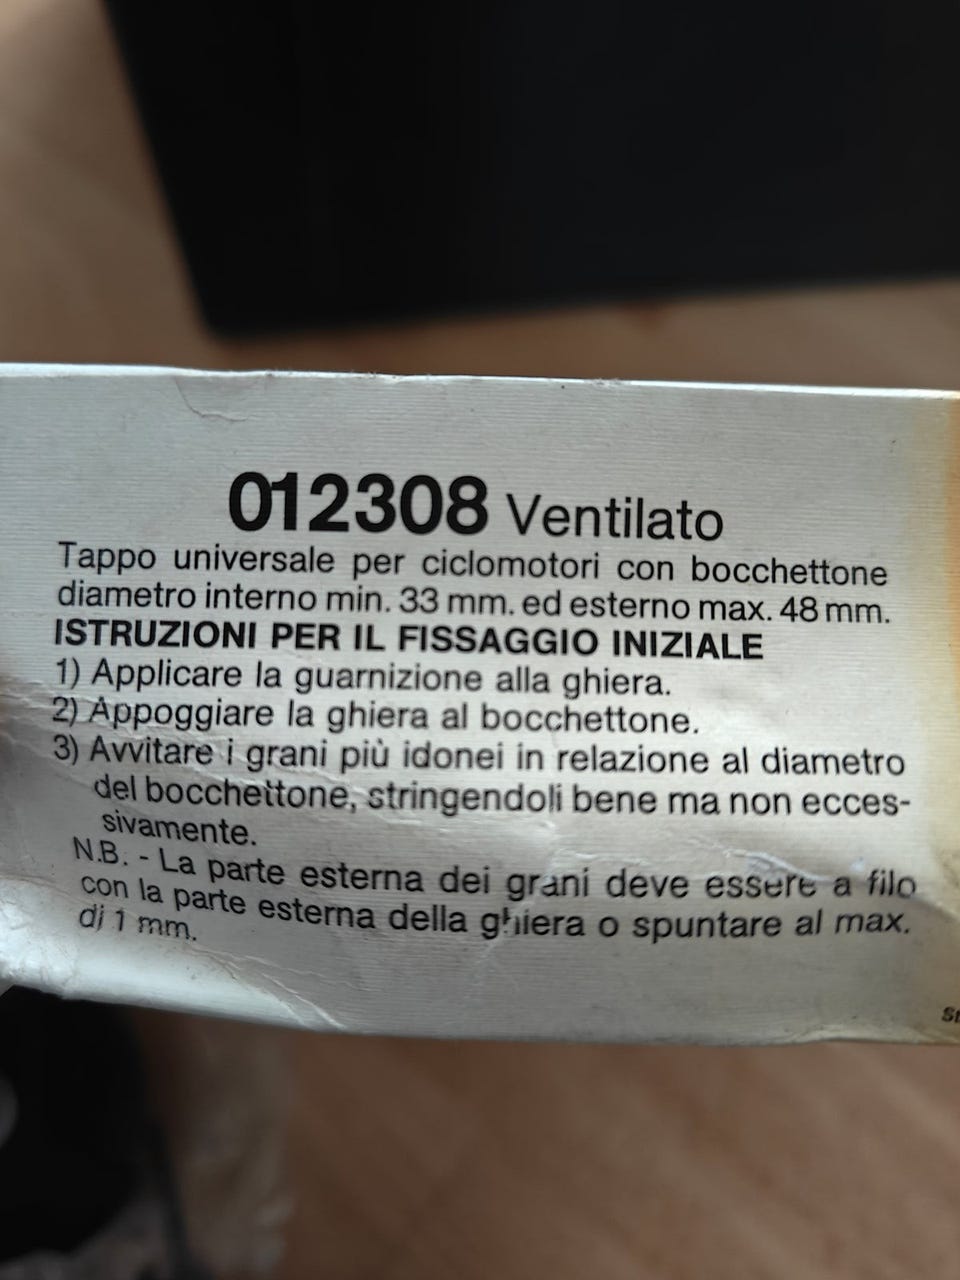 012308 Ventilato
Tappo universale per ciclomotori con bocchettone
diametro interno min. 33 mm. ed esterno max. 48 mm.
ISTRUZIONI PER IL FISSAGGIO INIZIALE
1) Applicare la guarnizione alla ghiera.
2) Appoggiare la ghiera al bocchettone.
3) Avvitare i grani più idonei in relazione al diametro
del bocchettone, stringendoli bene ma non ecces-
sivamente.
N.B. - La parte esterna dei grani deve essere a filo
con la parte esterna della ghiera o spuntare al max.
di 1 mm.